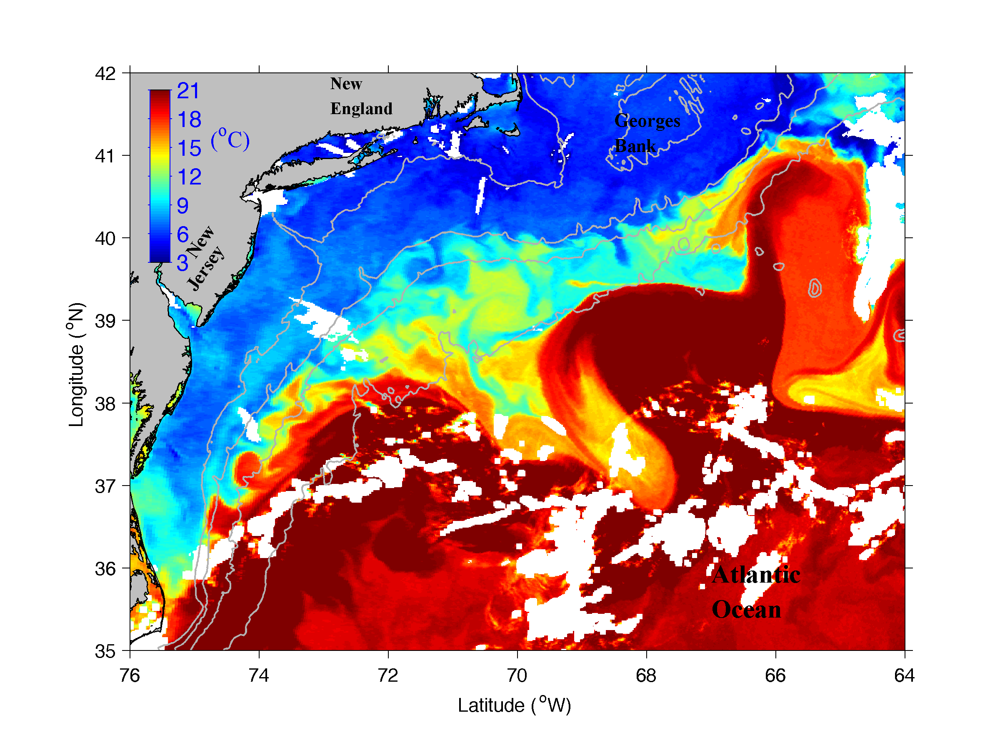 42
41
40
39
38
37
36
35
Longitude (°N)
21
18
15
12
9
6
3
(°C)
New
England
Georges
Bank
New
Jersey
Atlantic
Ocean
76 74 72 70 68 66 64
Latitude (°W)